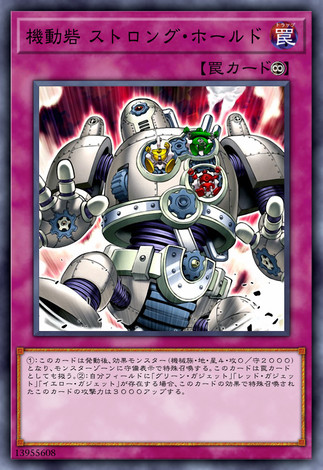 機動砦 ストロング・ホールド
罠
トラップ
【罠カード】
①:このカードは発動後、効果モンスター(機械族・地・星4・攻0/守2000)
となり、モンスターゾーンに守備表示で特殊召喚する。このカードは罠カード
としても扱う。②:自分フィールドに「グリーン・ガジェット」「レッド・ガジェッ
ト」「イエロー・ガジェット」が存在する場合、このカードの効果で特殊召喚され
たこのカードの攻撃力は3000アップする。
13955608